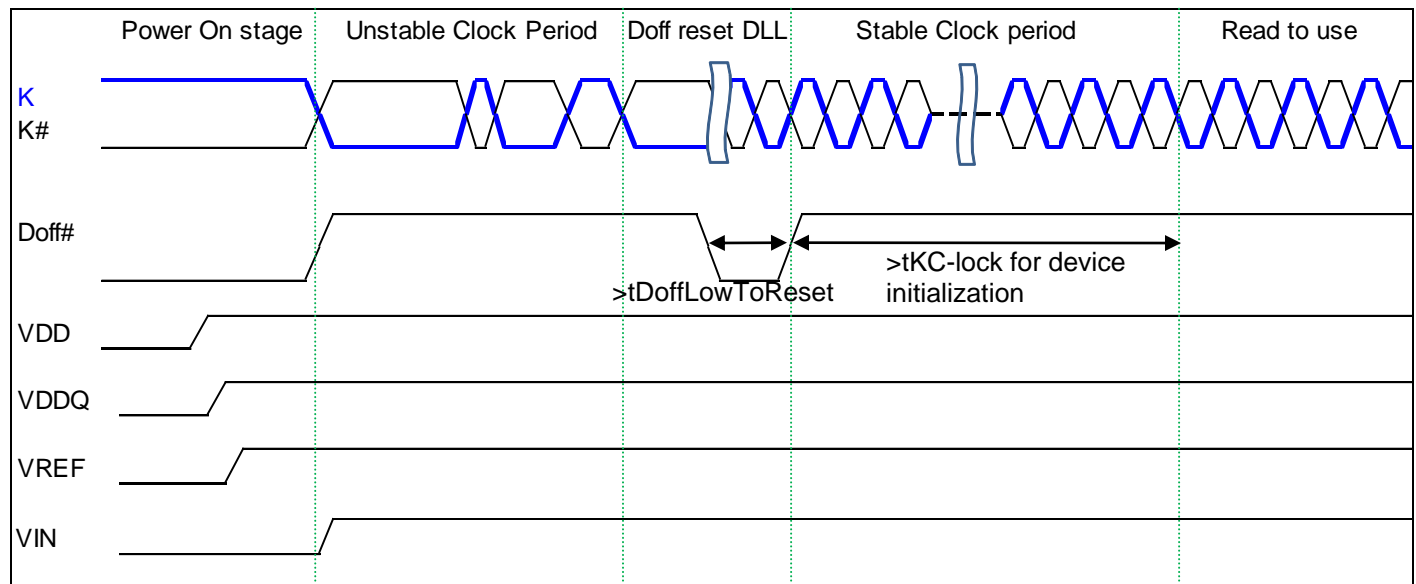 Power On stage
Unstable Clock Period
Doff reset DLL
Stable Clock period
Read to use
K
K#
Doff#
>tDoffLowToReset
>tKC-lock for device
initialization
VDD
VDDQ
VREF
VIN